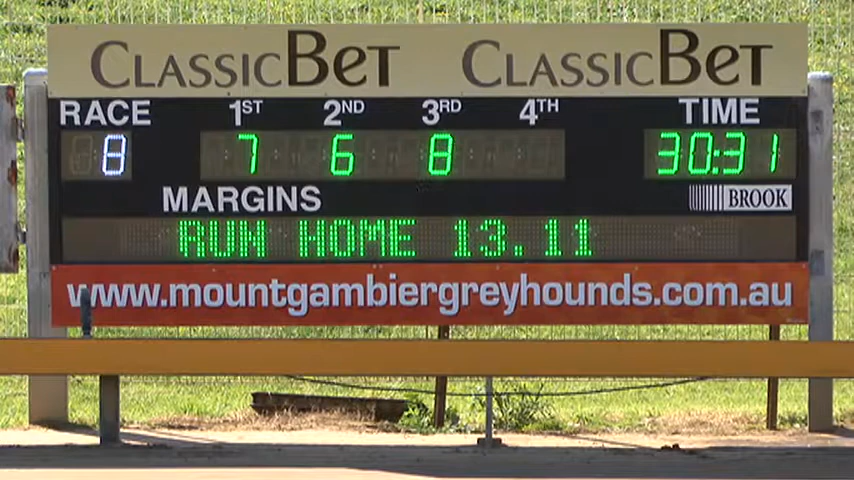 CLASSICBET CLASSICBET
RACE 1ST 2ND 3RD 4TH TIME
8 7 6 8 30:31
MARGINS BROOK
RUN HOME 13.11
www.mountgambiergreyhounds.com.au